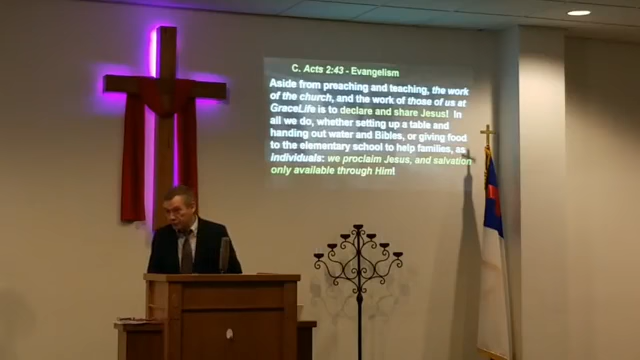 C. Acts 2:43 - Evangelism
Aside from preaching and teaching, the work
of the church, and the work of those of us at
GraceLife is to declare and share Jesus! In
all we do, whether setting up a table and
handing out water and Bibles, or giving food
to the elementary school to help families, as
individuals: we proclaim Jesus, and salvation
only available through Him!